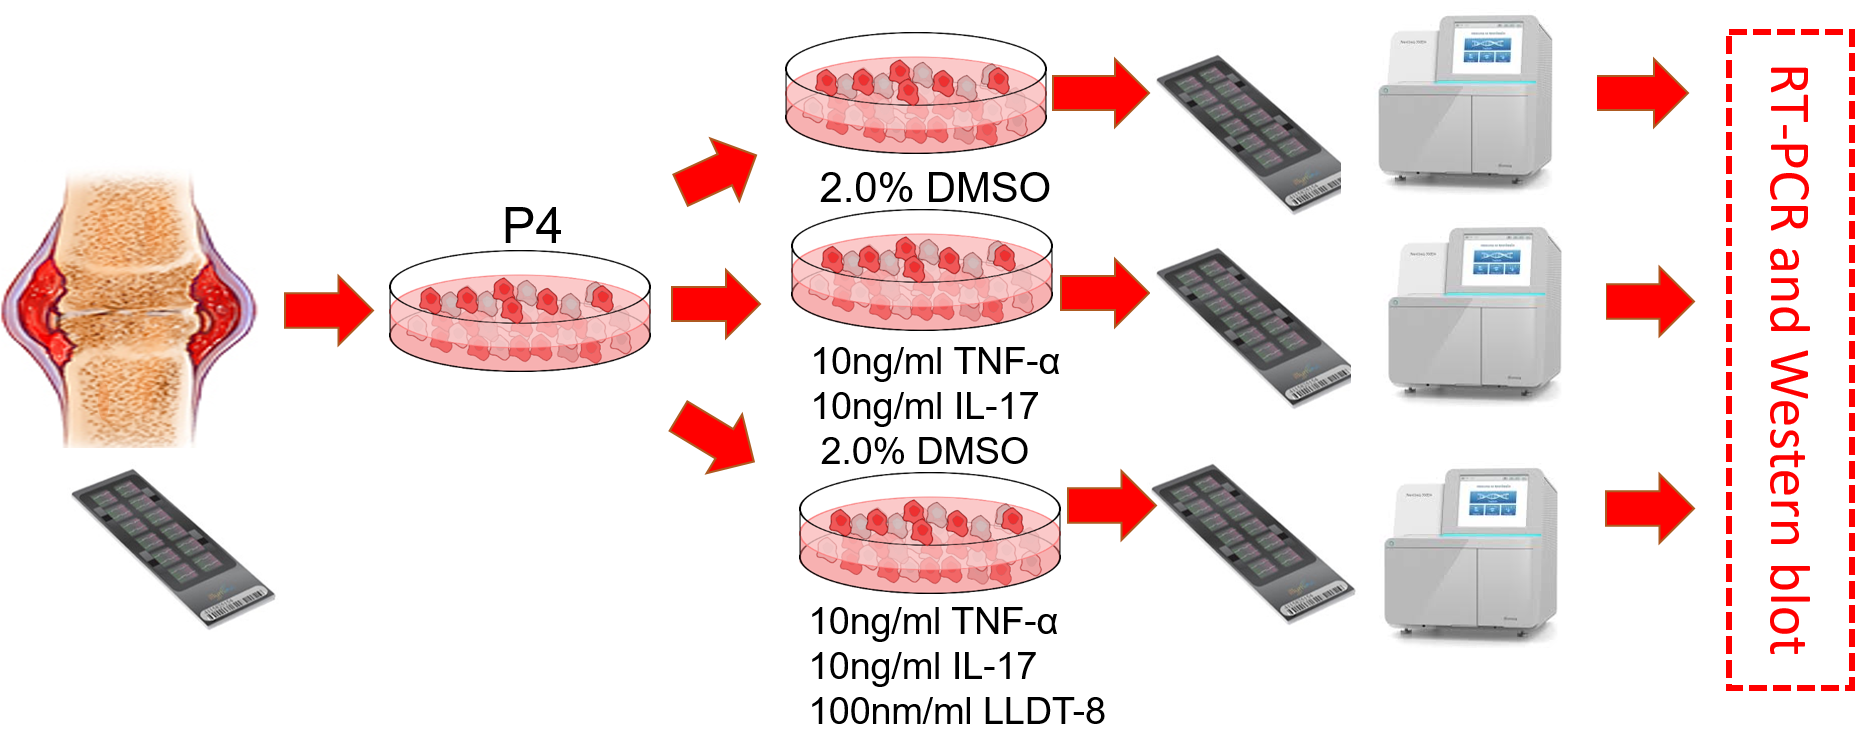 P4
2.0% DMSO
10ng/ml TNF-α
10ng/ml IL-17
2.0% DMSO
10ng/ml TNF-α
10ng/ml IL-17
100nm/ml LLDT-8
RT-PCR and Western blot